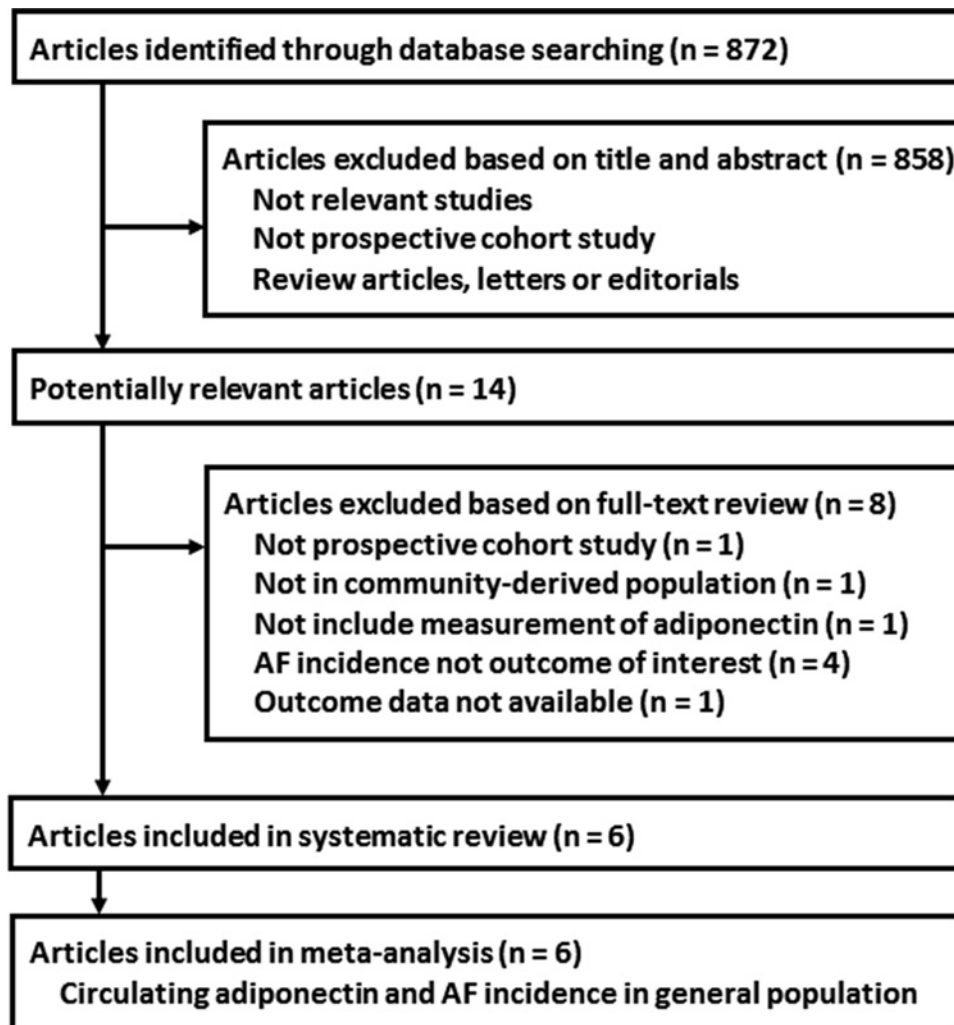 Articles identified through database searching (n = 872)
Articles excluded based on title and abstract (n = 858)
Not relevant studies
Not prospective cohort study
Review articles, letters or editorials
Potentially relevant articles (n = 14)
Articles excluded based on full-text review (n = 8)
Not prospective cohort study (n = 1)
Not in community-derived population (n = 1)
Not include measurement of adiponectin (n = 1)
AF incidence not outcome of interest (n = 4)
Outcome data not available (n = 1)
Articles included in systematic review (n = 6)
Articles included in meta-analysis (n = 6)
Circulating adiponectin and AF incidence in general population